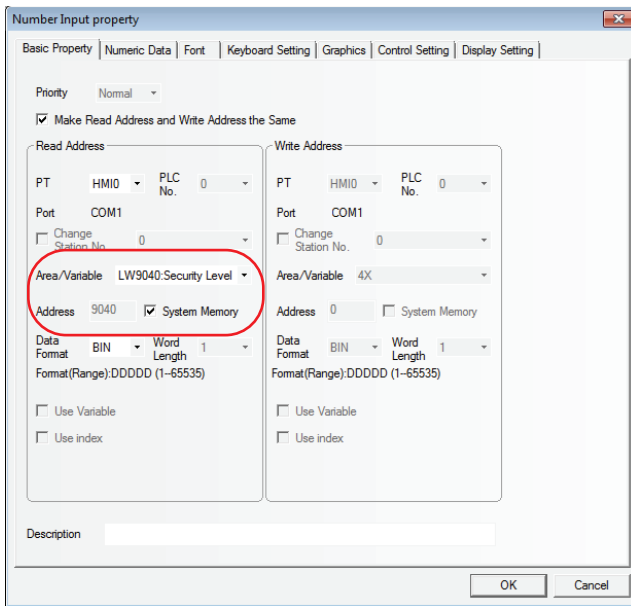 Number Input property
Basic Property Numeric Data Font Keyboard Setting Graphics Control Setting Display Setting
Priority Normal
Make Read Address and Write Address the Same
Read Address
PT HMI0 PLC No. 0
Port COM1
Change Station No. 0
Area/Variable LW9040:Security Level
Address 9040 System Memory
Data Format BIN Word Length 1
Format(Range):DDDDD (1--65535)
Use Variable
Use index
Write Address
PT HMI0 PLC No. 0
Port COM1
Change Station No. 0
Area/Variable 4X
Address 0 System Memory
Data Format BIN Word Length 1
Format(Range):DDDDD (1--65535)
Use Variable
Use index
Description
OK Cancel